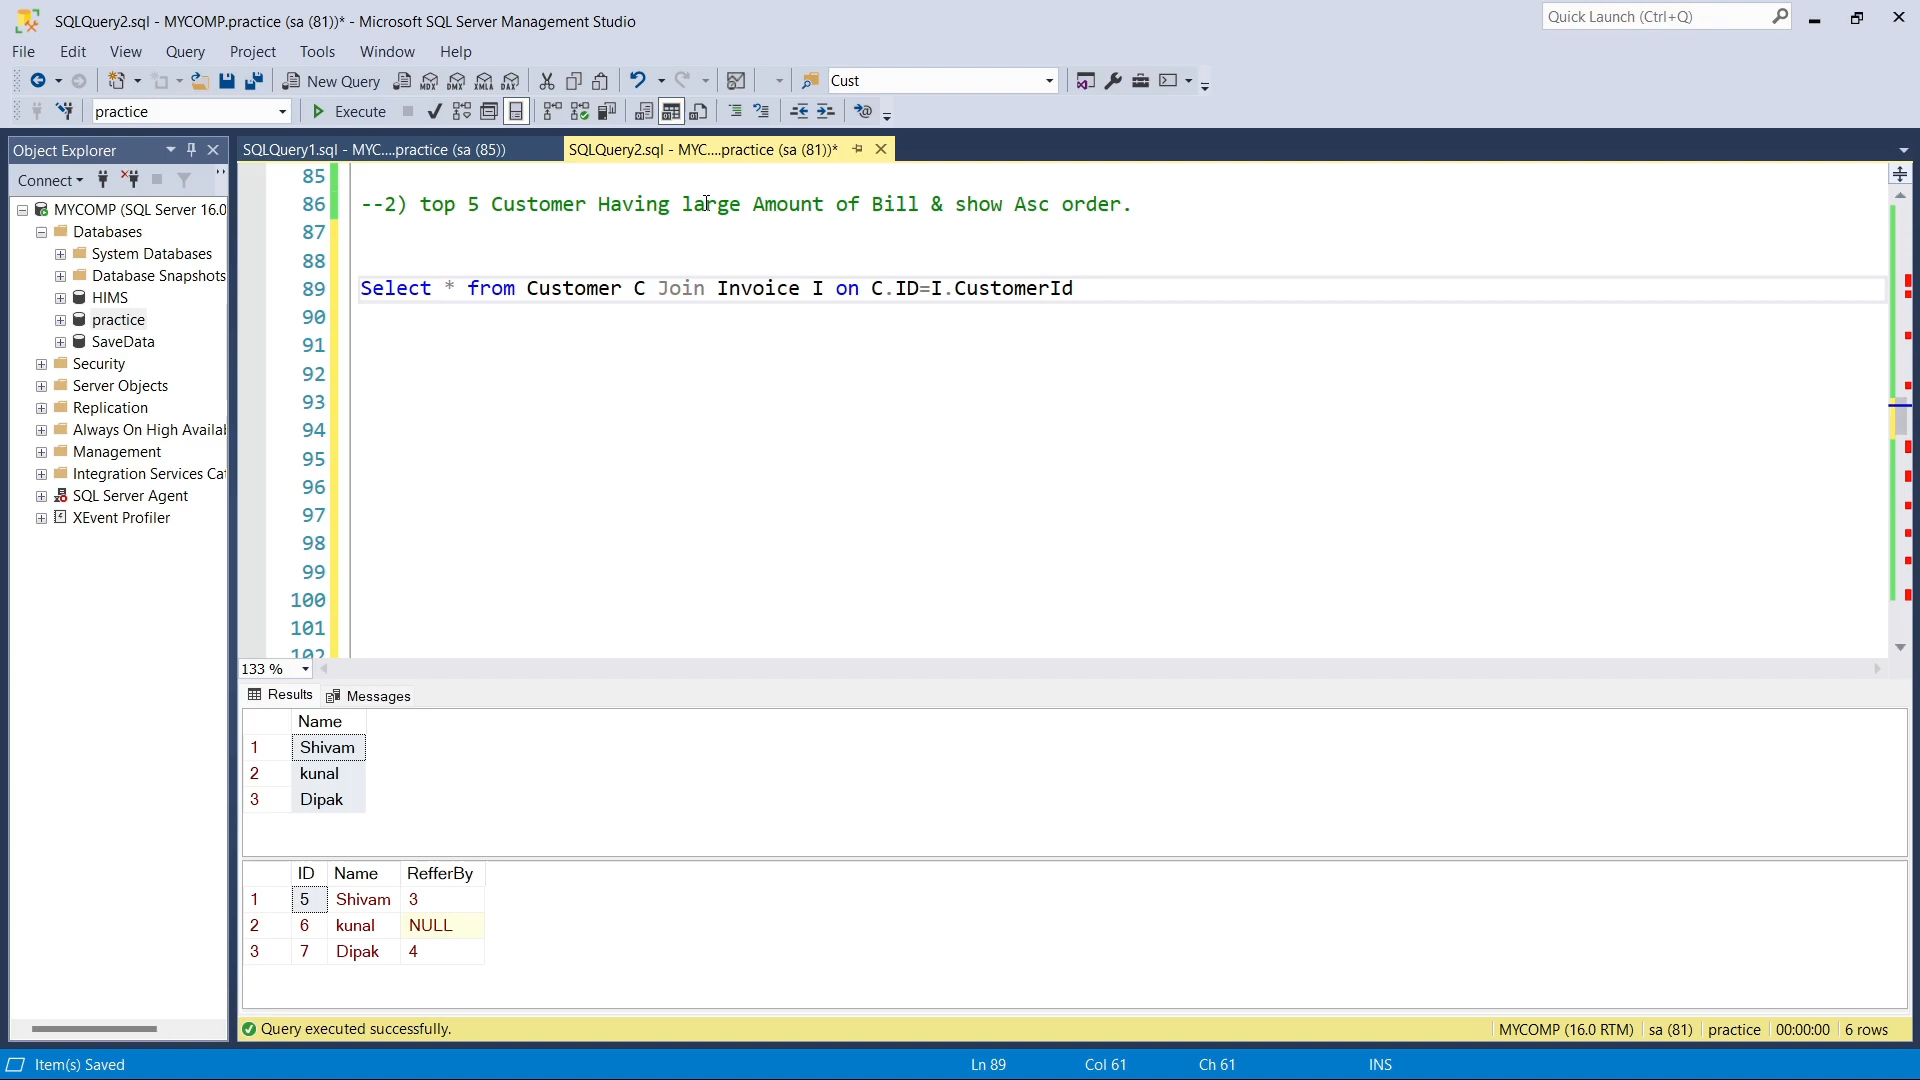 SQLQuery2.sql - MYCOMP.practice (sa (81))* - Microsoft SQL Server Management Studio
Quick Launch (Ctrl+Q)
File Edit View Query Project Tools Window Help
New Query
MDX DMX XMLA DAX
Cust
practice
Execute
Object Explorer
SQLQuery1.sql - MYC....practice (sa (85))
SQLQuery2.sql - MYC....practice (sa (81))*
Connect
MYCOMP (SQL Server 16.0
Databases
System Databases
Database Snapshots
HIMS
practice
SaveData
Security
Server Objects
Replication
Always On High Availa
Management
Integration Services Ca
SQL Server Agent
XEvent Profiler
85
86 --2) top 5 Customer Having large Amount of Bill & show Asc order.
87
88
89 Select * from Customer C Join Invoice I on C.ID=I.CustomerId
90
91
92
93
94
95
96
97
98
99
100
101
102
133 %
Results Messages
Name
1 Shivam
2 kunal
3 Dipak
ID Name RefferBy
1 5 Shivam 3
2 6 kunal NULL
3 7 Dipak 4
Query executed successfully.
MYCOMP (16.0 RTM) sa (81) practice 00:00:00 6 rows
Item(s) Saved
Ln 89 Col 61 Ch 61 INS